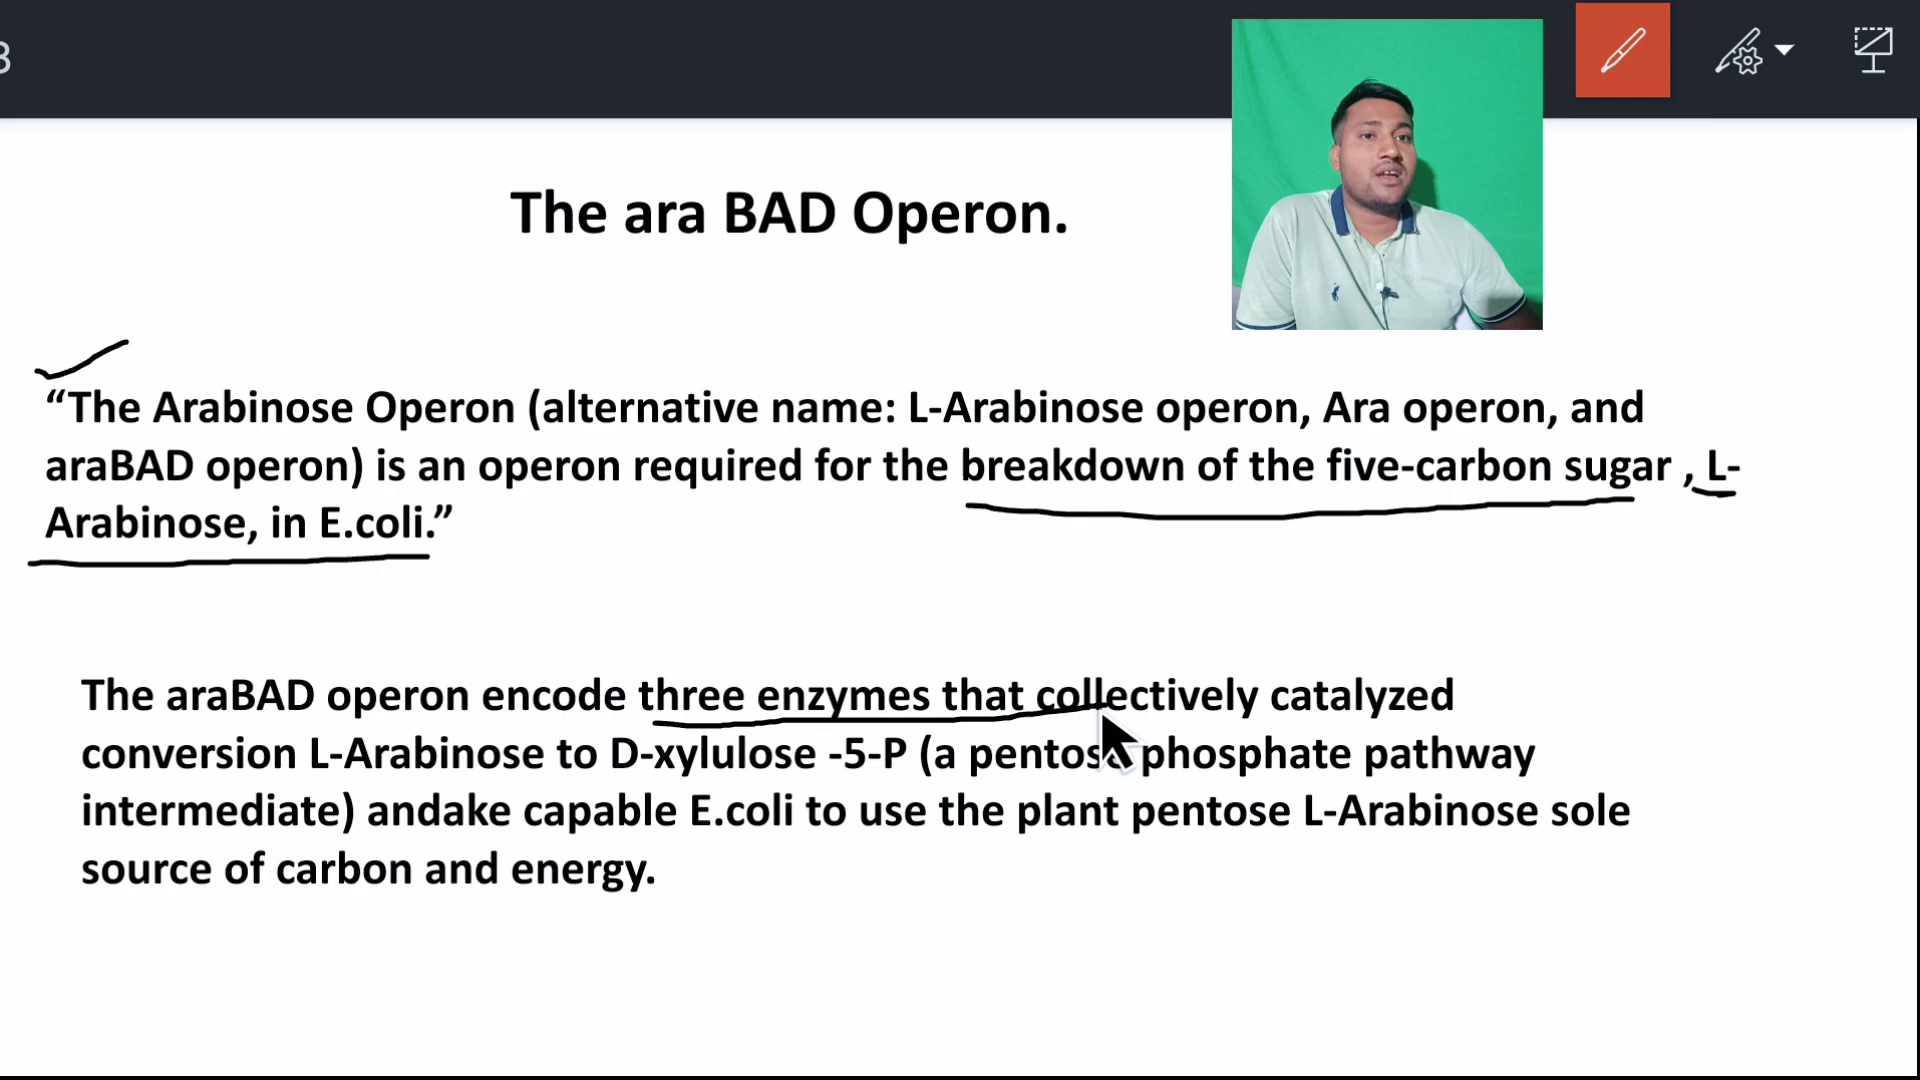 3
The ara BAD Operon.
“The Arabinose Operon (alternative name: L-Arabinose operon, Ara operon, and
araBAD operon) is an operon required for the breakdown of the five-carbon sugar , L-
Arabinose, in E.coli.”
The araBAD operon encode three enzymes that collectively catalyzed
conversion L-Arabinose to D-xylulose -5-P (a pentose phosphate pathway
intermediate) andake capable E.coli to use the plant pentose L-Arabinose sole
source of carbon and energy.